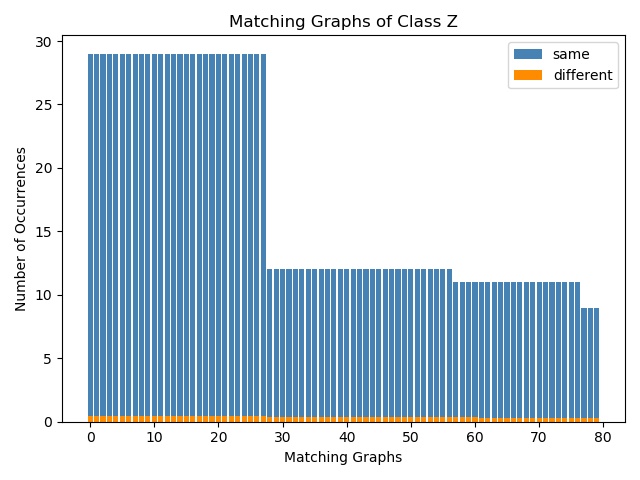 Matching Graphs of Class Z
same
different
Number of Occurrences
30
25
20
15
10
5
0
0 10 20 30 40 50 60 70 80
Matching Graphs